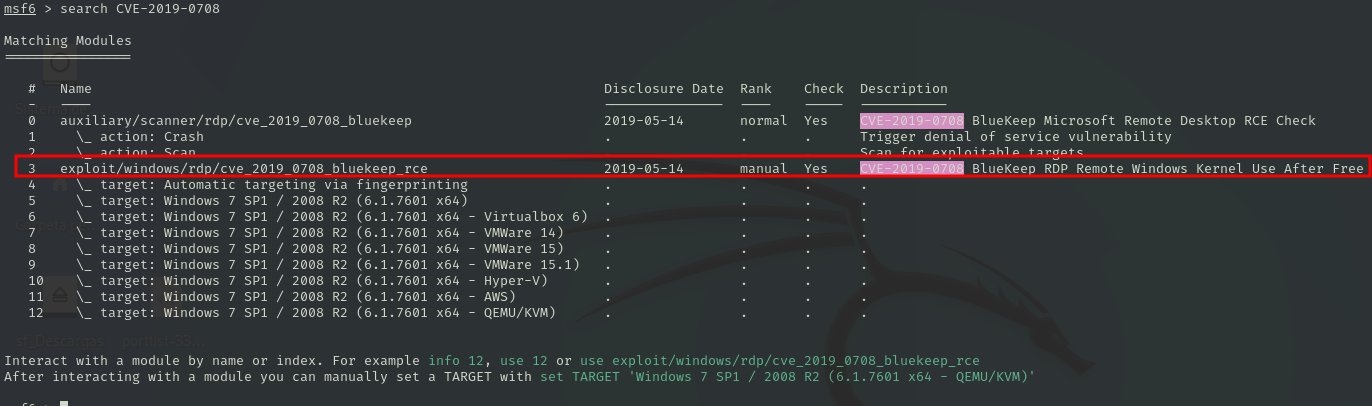 msf6 > search CVE-2019-0708
Matching Modules
================
# Name Disclosure Date Rank Check Description
- ---- --------------- ---- ----- -----------
0 auxiliary/scanner/rdp/cve_2019_0708_bluekeep 2019-05-14 normal Yes CVE-2019-0708 BlueKeep Microsoft Remote Desktop RCE Check
1 \_ action: Crash . . . Trigger denial of service vulnerability
2 \_ action: Scan . . . Scan for exploitable targets
3 exploit/windows/rdp/cve_2019_0708_bluekeep_rce 2019-05-14 manual Yes CVE-2019-0708 BlueKeep RDP Remote Windows Kernel Use After Free
4 \_ target: Automatic targeting via fingerprinting . . . .
5 \_ target: Windows 7 SP1 / 2008 R2 (6.1.7601 x64) . . . .
6 \_ target: Windows 7 SP1 / 2008 R2 (6.1.7601 x64 - Virtualbox 6) . . . .
7 \_ target: Windows 7 SP1 / 2008 R2 (6.1.7601 x64 - VMWare 14) . . . .
8 \_ target: Windows 7 SP1 / 2008 R2 (6.1.7601 x64 - VMWare 15) . . . .
9 \_ target: Windows 7 SP1 / 2008 R2 (6.1.7601 x64 - VMWare 15.1) . . . .
10 \_ target: Windows 7 SP1 / 2008 R2 (6.1.7601 x64 - Hyper-V) . . . .
11 \_ target: Windows 7 SP1 / 2008 R2 (6.1.7601 x64 - AWS) . . . .
12 \_ target: Windows 7 SP1 / 2008 R2 (6.1.7601 x64 - QEMU/KVM) . . . .
Interact with a module by name or index. For example info 12, use 12 or use exploit/windows/rdp/cve_2019_0708_bluekeep_rce
After interacting with a module you can manually set a TARGET with set TARGET 'Windows 7 SP1 / 2008 R2 (6.1.7601 x64 - QEMU/KVM)'